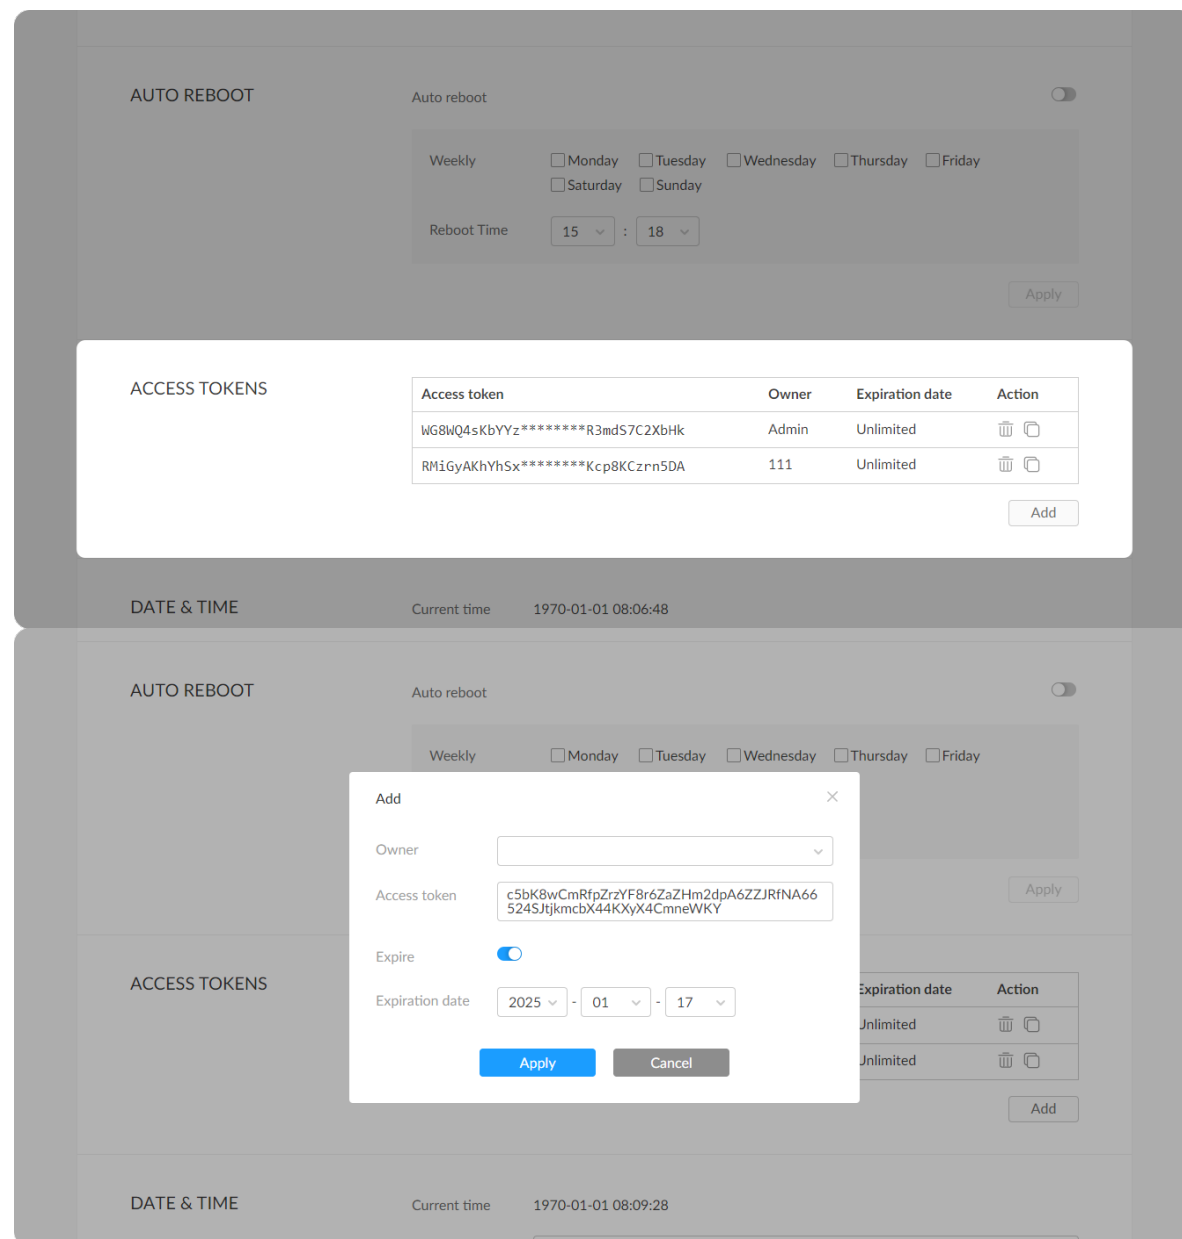 AUTO REBOOT
Auto reboot
Weekly
Monday Tuesday Wednesday Thursday Friday
Saturday Sunday
Reboot Time 15 : 18
Apply
ACCESS TOKENS
Access token Owner Expiration date Action
WG8WQ4sKbYYz********R3mdS7C2XbHk Admin Unlimited
RMiGyAKhYhSx********Kcp8KCzrn5DA 111 Unlimited
Add
DATE & TIME
Current time 1970-01-01 08:06:48
AUTO REBOOT
Auto reboot
Weekly
Monday Tuesday Wednesday Thursday Friday
Add
Owner
Access token
c5bK8wCmRfpZrzYF8r6ZaZHm2dpA6ZZJRfNA66
524SJtjkmcbX44KXyX4CmneWKY
Expire
Expiration date 2025 - 01 - 17
Apply Cancel
Apply
ACCESS TOKENS
Expiration date Action
Unlimited
Unlimited
Add
DATE & TIME
Current time 1970-01-01 08:09:28